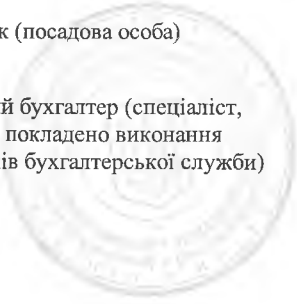 к (посадова особа)
й бухгалтер (спеціаліст,
покладено виконання
ів бухгалтерської служби)